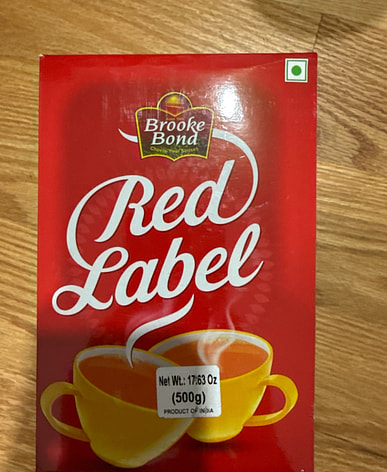 Brooke
Bond
Red
Label
Net Wt.: 17.63 Oz
(500g)
PRODUCT OF INDIA